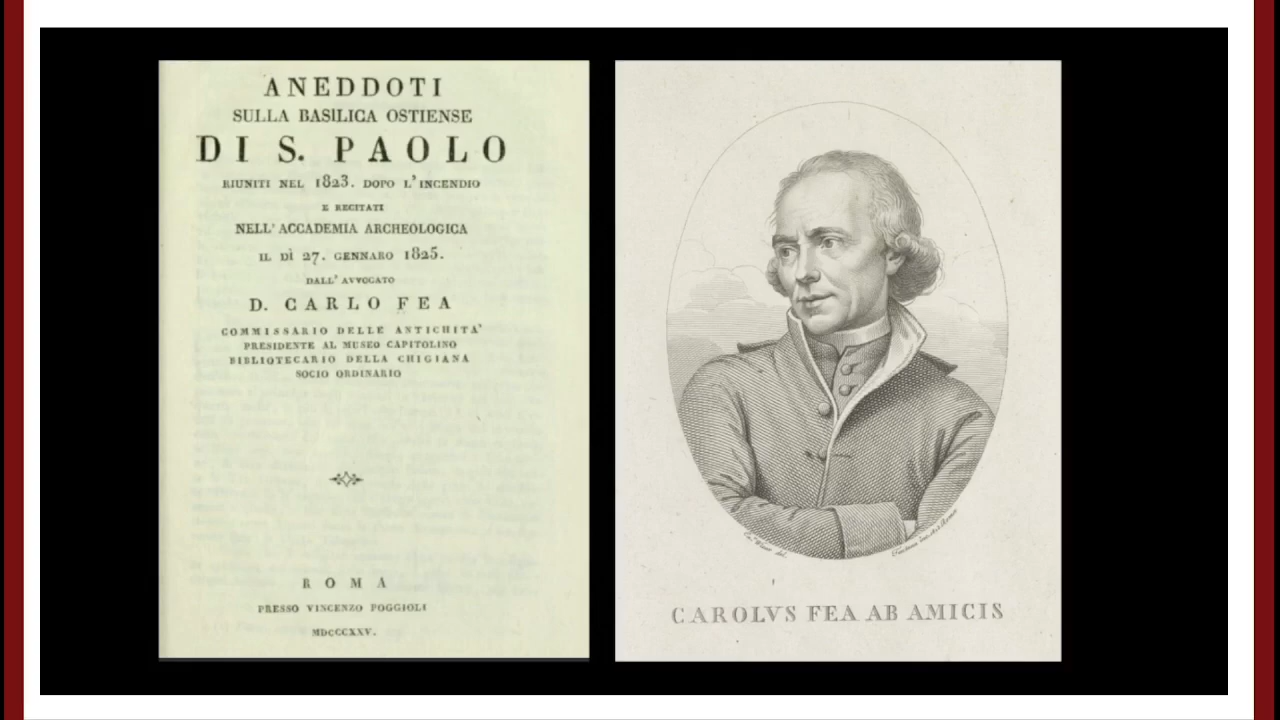 ANEDDOTI
SULLA BASILICA OSTIENSE
DI S. PAOLO
RIUNITI NEL 1823. DOPO L'INCENDIO
E RECITATI
NELL'ACCADEMIA ARCHEOLOGICA
IL DÌ 27. GENNARO 1825.
DALL'AVVOCATO
D. CARLO FEA
COMMISSARIO DELLE ANTICHITA'
PRESIDENTE AL MUSEO CAPITOLINO
BIBLIOTECARIO DELLA CHIGIANA
SOCIO ORDINARIO
ROMA
PRESSO VINCENZO POGGIOLI
MDCCCXXV.
CAROLVS FEA AB AMICIS